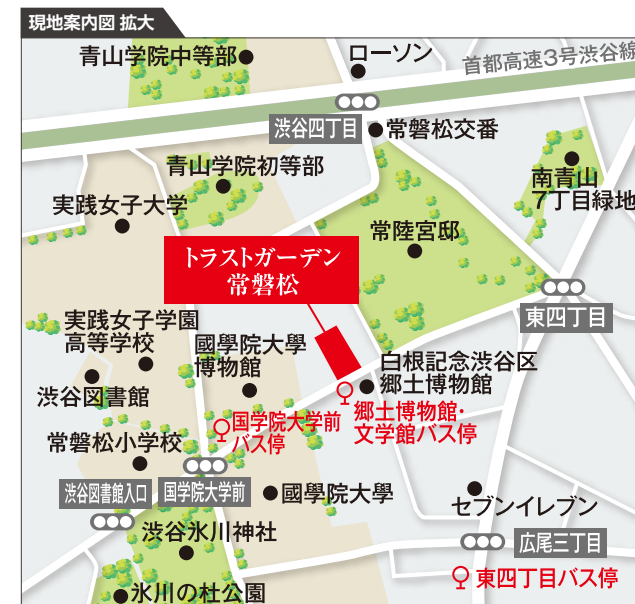 現地案内図 拡大
青山学院中等部
ローソン
首都高速3号渋谷線
渋谷四丁目
常磐松交番
青山学院初等部
南青山
7丁目緑地
実践女子大学
常陸宮邸
トラストガーデン
常磐松
東四丁目
実践女子学園
高等学校
國學院大學
博物館
白根記念渋谷区
郷土博物館
渋谷図書館
国学院大学前
バス停
郷土博物館・
文学館バス停
常磐松小学校
渋谷図書館入口
国学院大学前
國學院大學
セブンイレブン
渋谷氷川神社
広尾三丁目
東四丁目バス停
氷川の杜公園